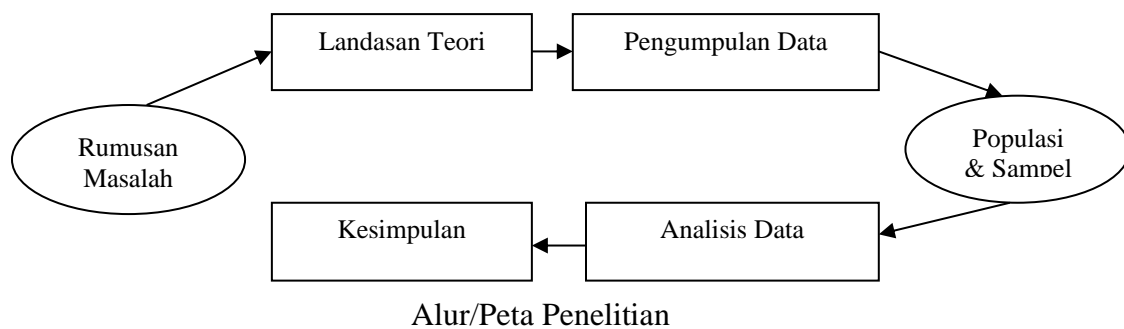 Landasan Teori
Pengumpulan Data
Rumusan
Masalah
Populasi
& Sampel
Kesimpulan
Analisis Data
Alur/Peta Penelitian